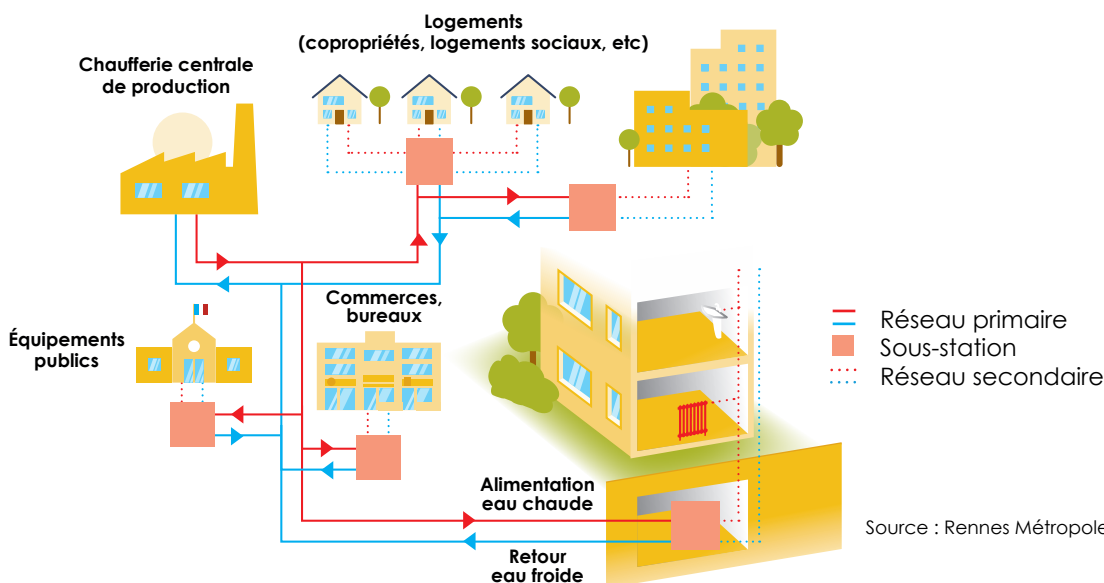 Logements
(copropriétés, logements sociaux, etc)
Chaufferie centrale
de production
Commerces,
bureaux
Équipements
publics
Réseau primaire
Sous-station
Réseau secondaire
Alimentation
eau chaude
Retour
eau froide
Source : Rennes Métropole